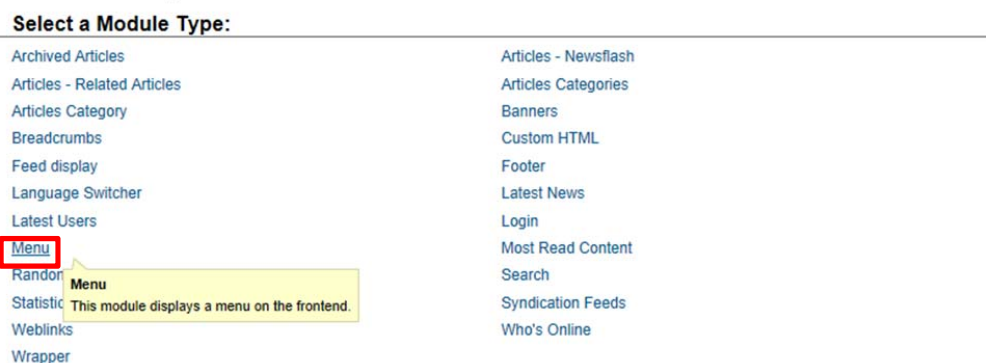 Select a Module Type:
Archived Articles
Articles - Related Articles
Articles Category
Breadcrumbs
Feed display
Language Switcher
Latest Users
Menu
Randon
Statistic
Weblinks
Wrapper
Menu
This module displays a menu on the frontend.
Articles - Newsflash
Articles Categories
Banners
Custom HTML
Footer
Latest News
Login
Most Read Content
Search
Syndication Feeds
Who's Online